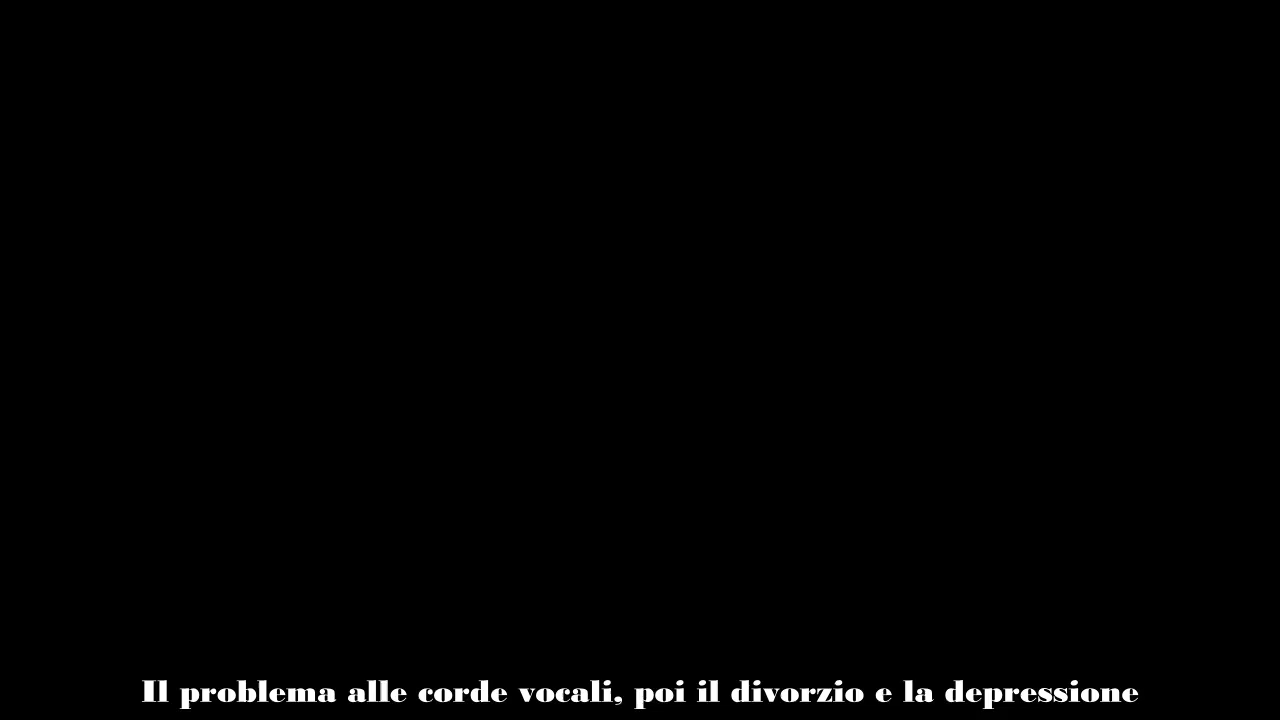 Il problema alle corde vocali, poi il divorzio e la depressione